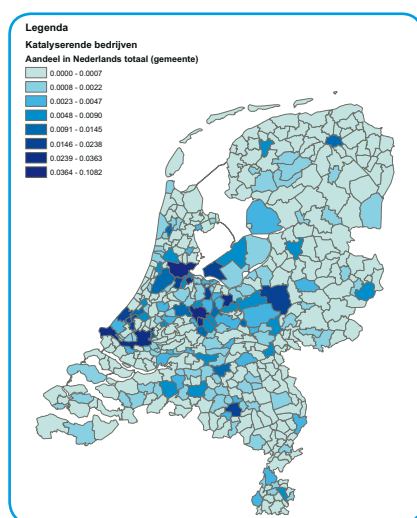 Legenda
Katalyserende bedrijven
Aandeel in Nederlands totaal (gemeente)
0.0000 - 0.0007
0.0008 - 0.0022
0.0023 - 0.0047
0.0048 - 0.0090
0.0091 - 0.0145
0.0146 - 0.0238
0.0239 - 0.0363
0.0364 - 0.1082